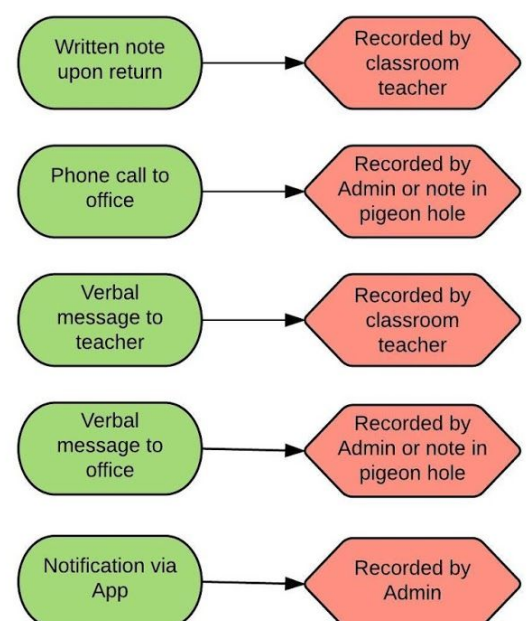 Written note
upon return
Recorded by
classroom
teacher
Phone call to
office
Recorded by
Admin or note in
pigeon hole
Verbal
message to
teacher
Recorded by
classroom
teacher
Verbal
message to
office
Recorded by
Admin or note in
pigeon hole
Notification via
App
Recorded by
Admin